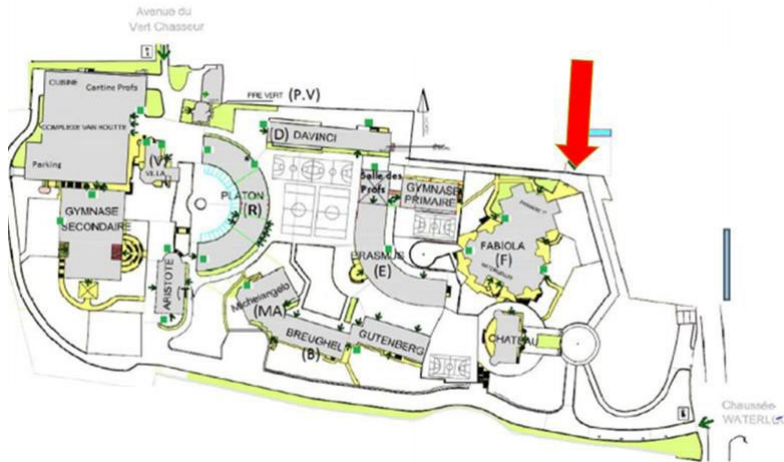 Avenue du
Vert Chasseur
CUISINE
Cantine Profs
PRE VERT (P.V)
COMPLEXE VAN HOUTTE
(D) DAVINCI
Parking
(V)
VILLA
Salle des
Profs
GYMNASE
PRIMAIRE
PLATON
(R)
GYMNASE
SECONDAIRE
FABIOLA
(F)
ERASMUS
(E)
ARISTOTE
(T)
Michelangelo
(MA)
BREUGHEL
(B)
GUTENBERG
CHATEAU
Chaussée